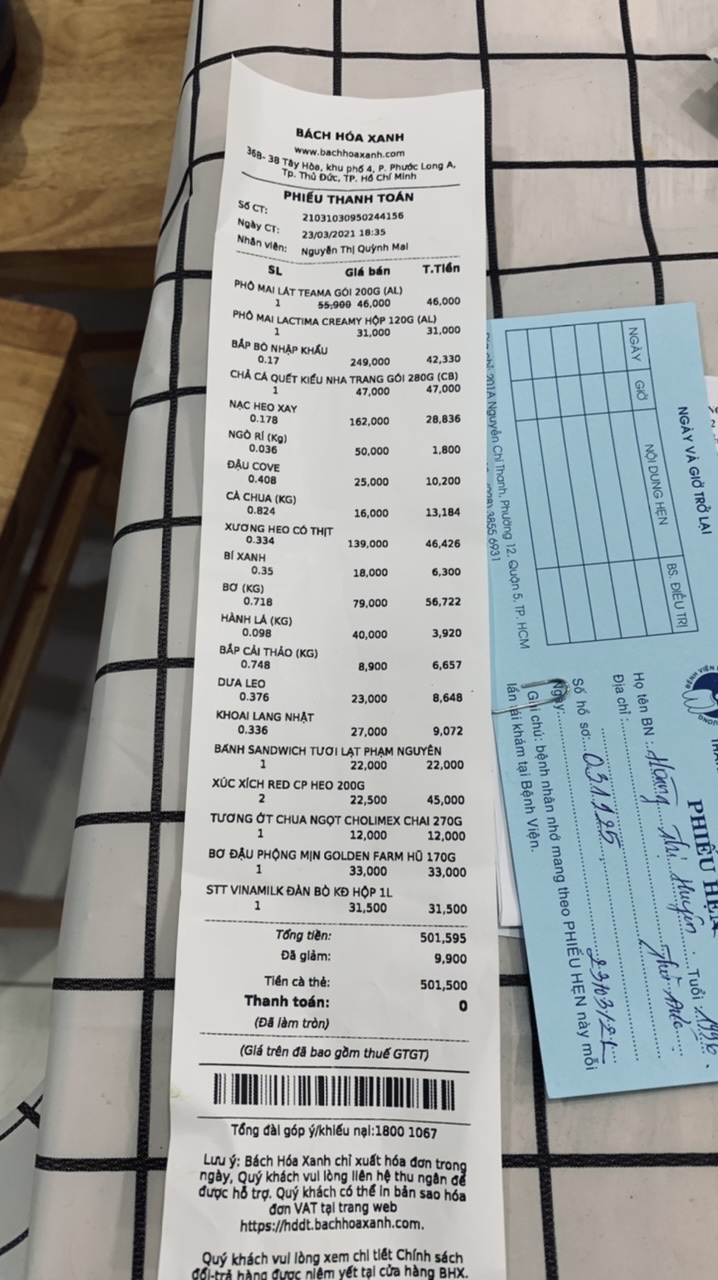 BÁCH HÓA XANH
www.bachhoaxanh.com
36B- 38 Tây Hòa, khu phố 4, P. Phước Long A,
Tp. Thủ Đức, TP. Hồ Chí Minh
PHIẾU THANH TOÁN
Số CT: 21031030950244156
Ngày CT: 23/03/2021 18:35
Nhân viên: Nguyễn Thị Quỳnh Mai
SL Giá bán T.Tiền
PHÔ MAI LÁT TEAMA GÓI 200G (AL)
1 55,900 46,000 46,000
PHÔ MAI LACTIMA CREAMY HỘP 120G (AL)
1 31,000 31,000
BẮP BÒ NHẬP KHẨU
0.17 249,000 42,330
CHẢ CÁ QUẾT KIỂU NHA TRANG GÓI 280G (CB)
1 47,000 47,000
NẠC HEO XAY
0.178 162,000 28,836
NGÒ RÍ (Kg)
0.036 50,000 1,800
ĐẬU COVE
0.408 25,000 10,200
CÀ CHUA (KG)
0.824 16,000 13,184
XƯƠNG HEO CÓ THỊT
0.334 139,000 46,426
BÍ XANH
0.35 18,000 6,300
BƠ (KG)
0.718 79,000 56,722
HÀNH LÁ (KG)
0.098 40,000 3,920
BẮP CẢI THẢO (KG)
0.748 8,900 6,657
DƯA LEO
0.376 23,000 8,648
KHOAI LANG NHẬT
0.336 27,000 9,072
BÁNH SANDWICH TƯƠI LẠT PHẠM NGUYÊN
1 22,000 22,000
XÚC XÍCH RED CP HEO 200G
2 22,500 45,000
TƯƠNG ỚT CHUA NGỌT CHOLIMEX CHAI 270G
1 12,000 12,000
BƠ ĐẬU PHỘNG MỊN GOLDEN FARM HŨ 170G
1 33,000 33,000
STT VINAMILK ĐÀN BÒ KĐ HỘP 1L
1 31,500 31,500
Tổng tiền: 501,595
Đã giảm: 9,900
Tiền cà thẻ: 501,500
Thanh toán: 0
(Đã làm tròn)
(Giá trên đã bao gồm thuế GTGT)
Tổng đài góp ý/khiếu nại:1800 1067
Lưu ý: Bách Hóa Xanh chỉ xuất hóa đơn trong
ngày, Quý khách vui lòng liên hệ thu ngân để
được hỗ trợ. Quý khách có thể in bản sao hóa
đơn VAT tại trang web
https://hddt.bachhoaxanh.com.
Quý khách vui lòng xem chi tiết Chính sách
đổi-trả hàng được niêm yết tại cửa hàng BHX.
NGÀY VÀ GIỜ TRỞ LẠI
NGÀY GIỜ NỘI DUNG HẸN BS. ĐIỀU TRỊ
201A Nguyễn Chí Thanh, Phường 12, Quận 5, TP. HCM
3855 6931
PHIẾU HẸN
Họ tên BN : Hoàng Thị Huyện Tuổi 1996
Địa chỉ : Thủ Đức
Số hồ sơ: 031925 23/03/21
Ghi chú: bệnh nhân nhớ mang theo PHIẾU HẸN này mỗi
lần tái khám tại Bệnh Viện.